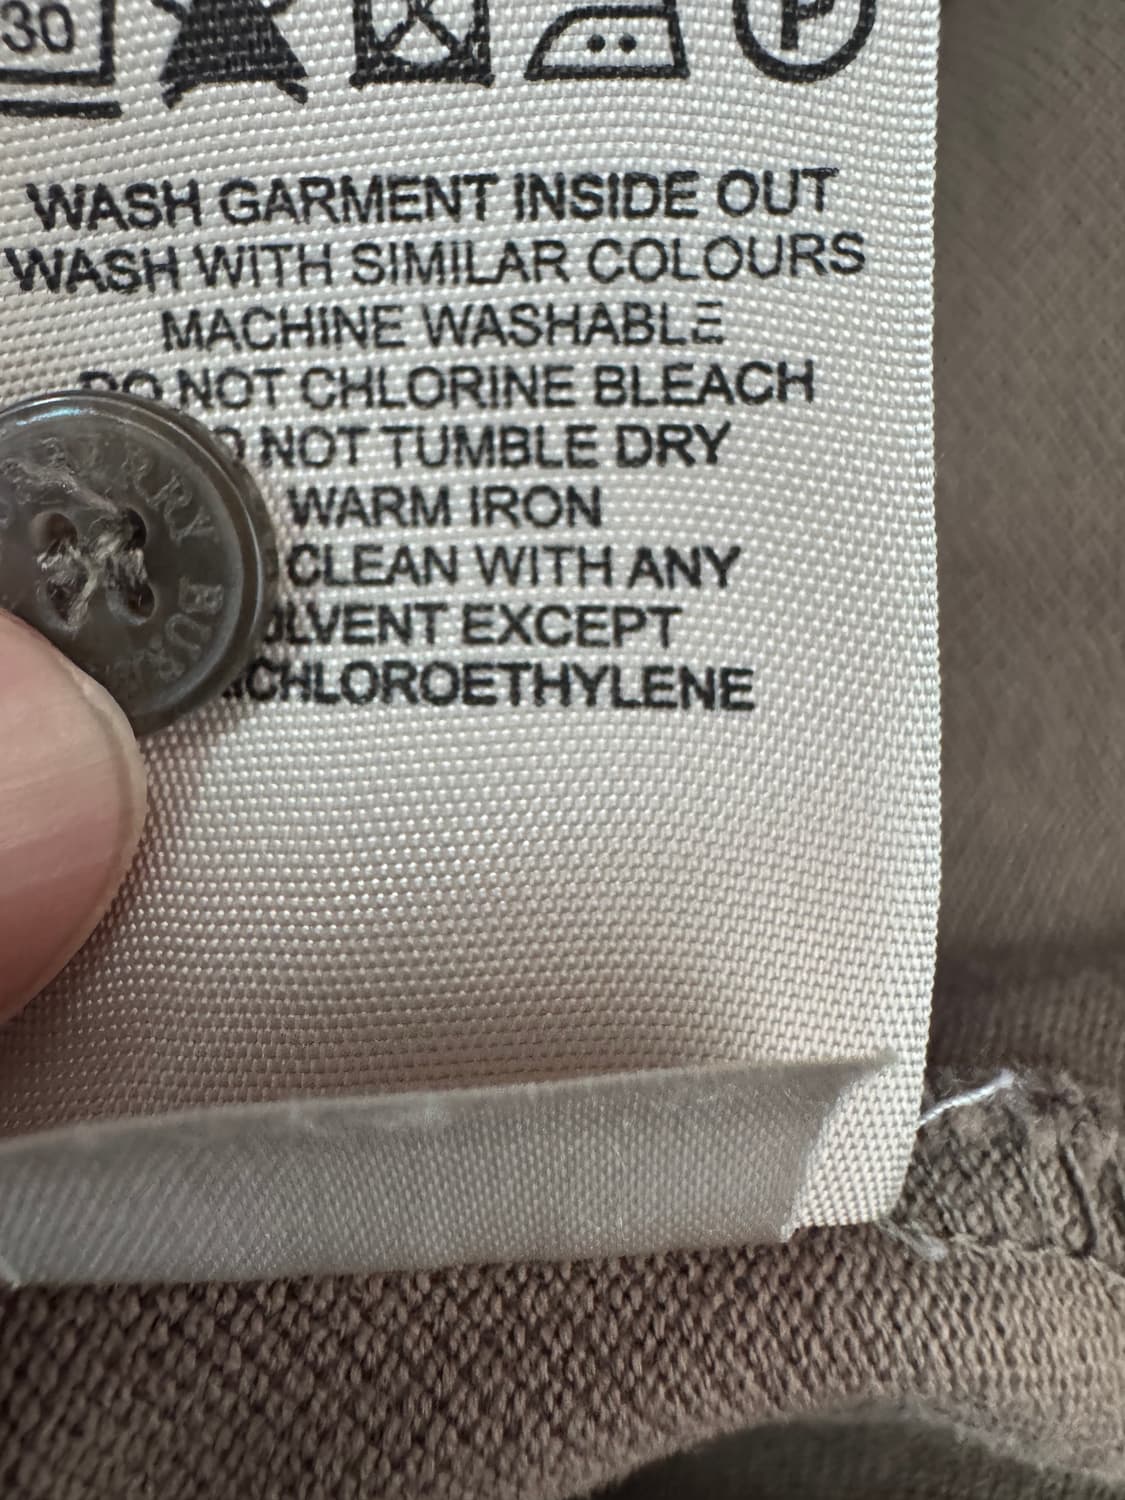 30
P
WASH GARMENT INSIDE OUT
WASH WITH SIMILAR COLOURS
MACHINE WASHABLE
DO NOT CHLORINE BLEACH
NOT TUMBLE DRY
WARM IRON
CLEAN WITH ANY
EXCEPT